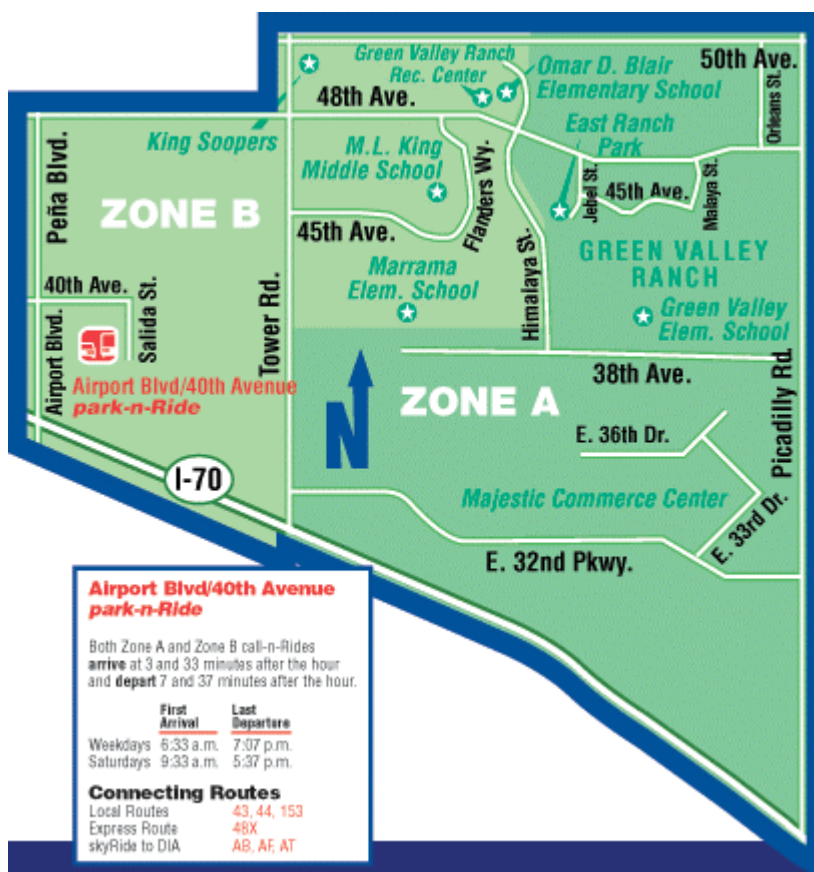 Green Valley Ranch
Rec. Center
Omar D. Blair
Elementary School
50th Ave.
Orleans St.
48th Ave.
King Soopers
East Ranch
Park
M.L. King
Middle School
Peña Blvd.
ZONE B
Flanders Wy.
Jebel St.
45th Ave.
Malaya St.
45th Ave.
Himalaya St.
GREEN VALLEY
RANCH
Marrama
Elem. School
40th Ave.
Salida St.
Tower Rd.
Green Valley
Elem. School
Airport Blvd.
Airport Blvd/40th Avenue
park-n-Ride
38th Ave.
Picadilly Rd.
N
ZONE A
E. 36th Dr.
I-70
Majestic Commerce Center
E. 33rd Dr.
E. 32nd Pkwy.
Airport Blvd/40th Avenue
park-n-Ride
Both Zone A and Zone B call-n-Rides
arrive at 3 and 33 minutes after the hour
and depart 7 and 37 minutes after the hour.
First Last
Arrival Departure
Weekdays 6:33 a.m. 7:07 p.m.
Saturdays 9:33 a.m. 5:37 p.m.
Connecting Routes
Local Routes 43, 44, 153
Express Route 48X
skyRide to DIA AB, AF, AT